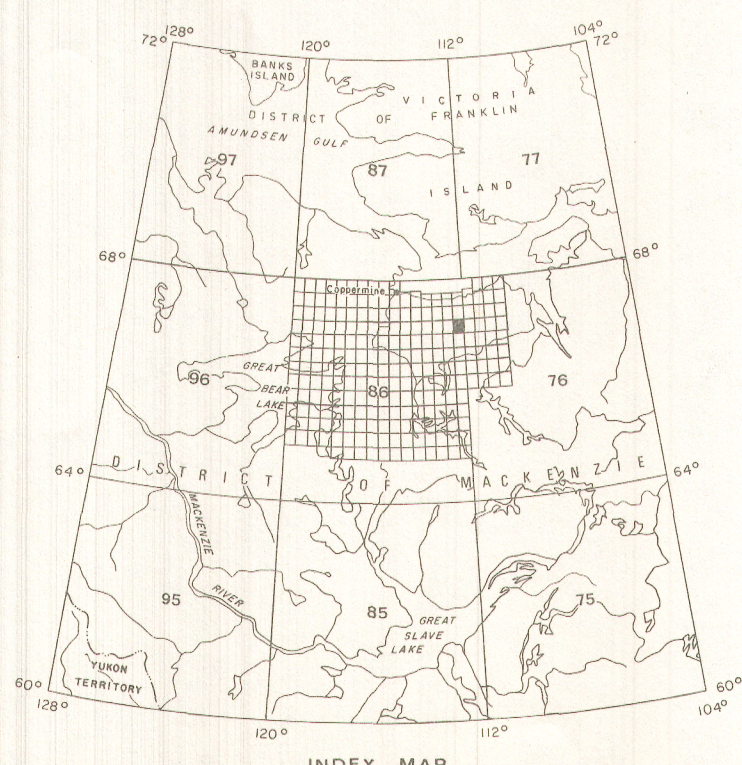 128° 120° 112° 104°
72° 72°
BANKS
ISLAND
VICTORIA
DISTRICT OF FRANKLIN
AMUNDSEN GULF
97 87 77
ISLAND
68° 68°
Coppermine
GREAT
96 BEAR 86 76
LAKE
DISTRICT OF MACKENZIE
64° 64°
MACKENZIE
RIVER
95 85 75
GREAT
SLAVE
LAKE
YUKON
TERRITORY
60° 60°
128° 120° 112° 104°
INDEX MAP